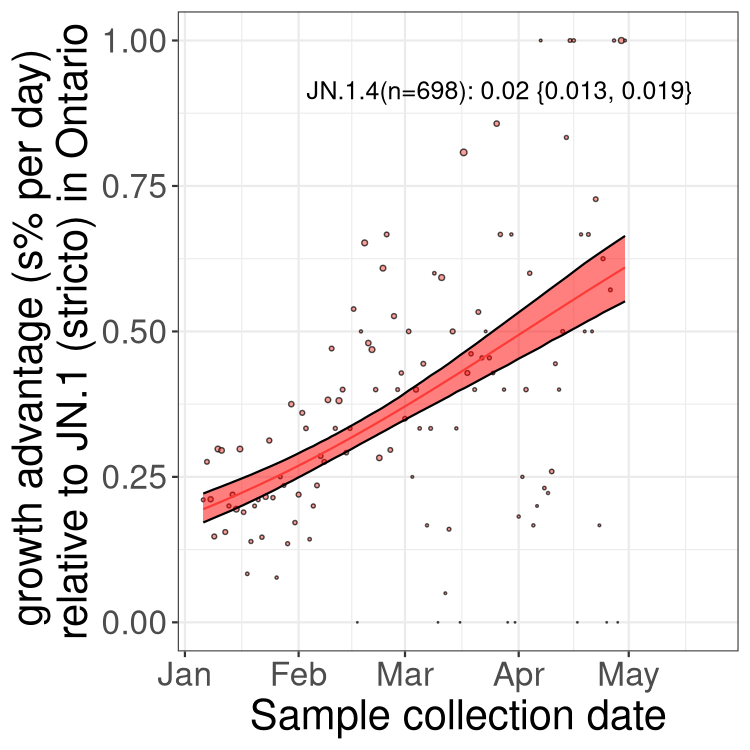 growth advantage (s% per day)
relative to JN.1 (stricto) in Ontario
1.00
0.75
0.50
0.25
0.00
JN.1.4(n=698): 0.02 {0.013, 0.019}
Jan Feb Mar Apr May
Sample collection date